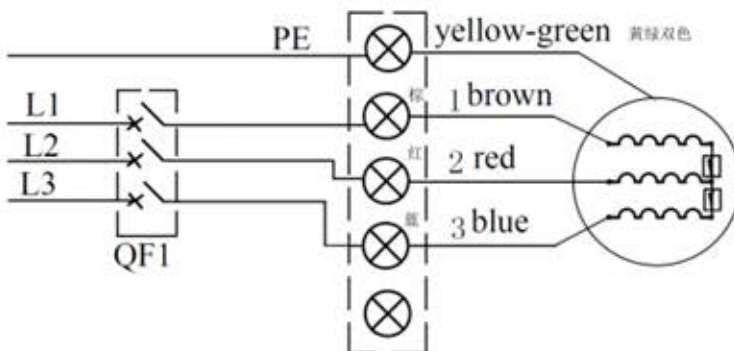 PE
yellow-green 黄绿双色
L1
棕
1 brown
L2
红
2 red
L3
蓝
3 blue
QF1